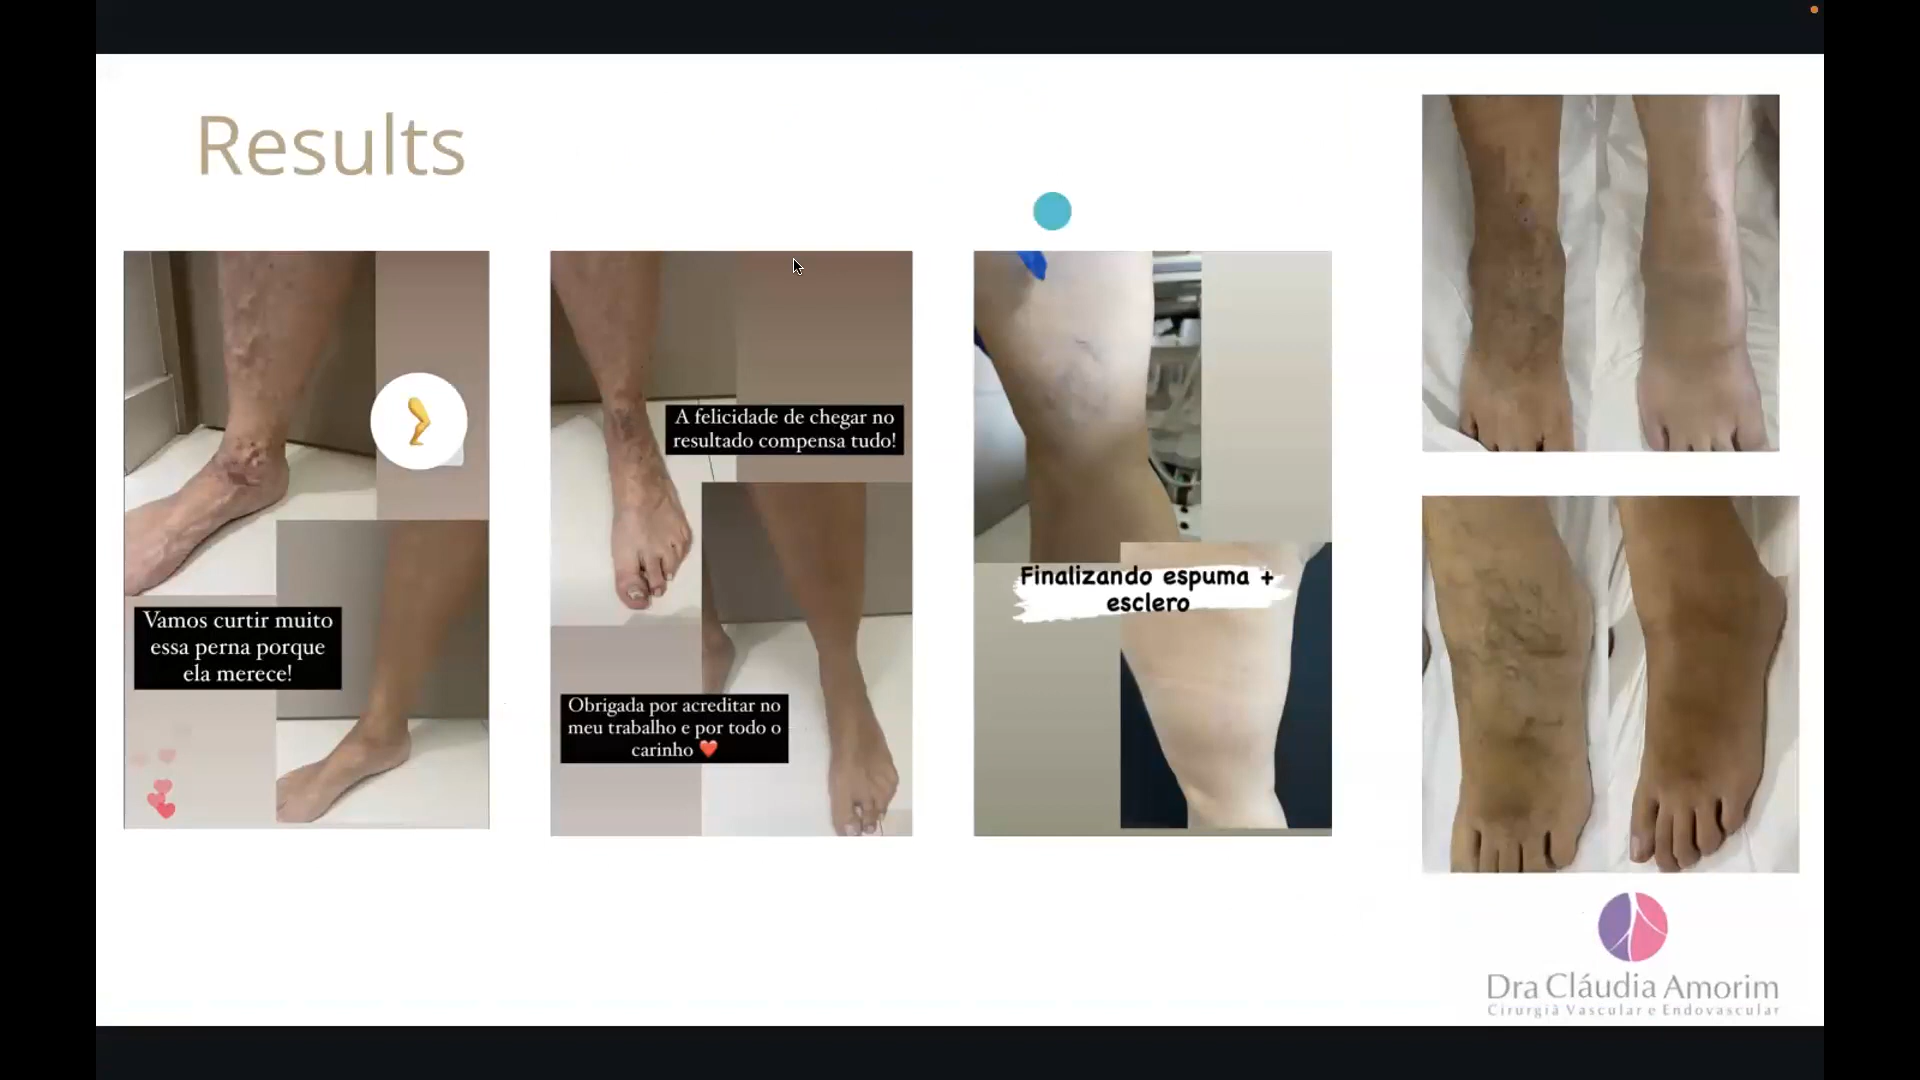 Results
Vamos curtir muito
essa perna porque
ela merece!
A felicidade de chegar no
resultado compensa tudo!
Obrigada por acreditar no
meu trabalho e por todo o
carinho ❤️
Finalizando espuma +
esclero
Dra Cláudia Amorim
Cirurgiã Vascular e Endovascular